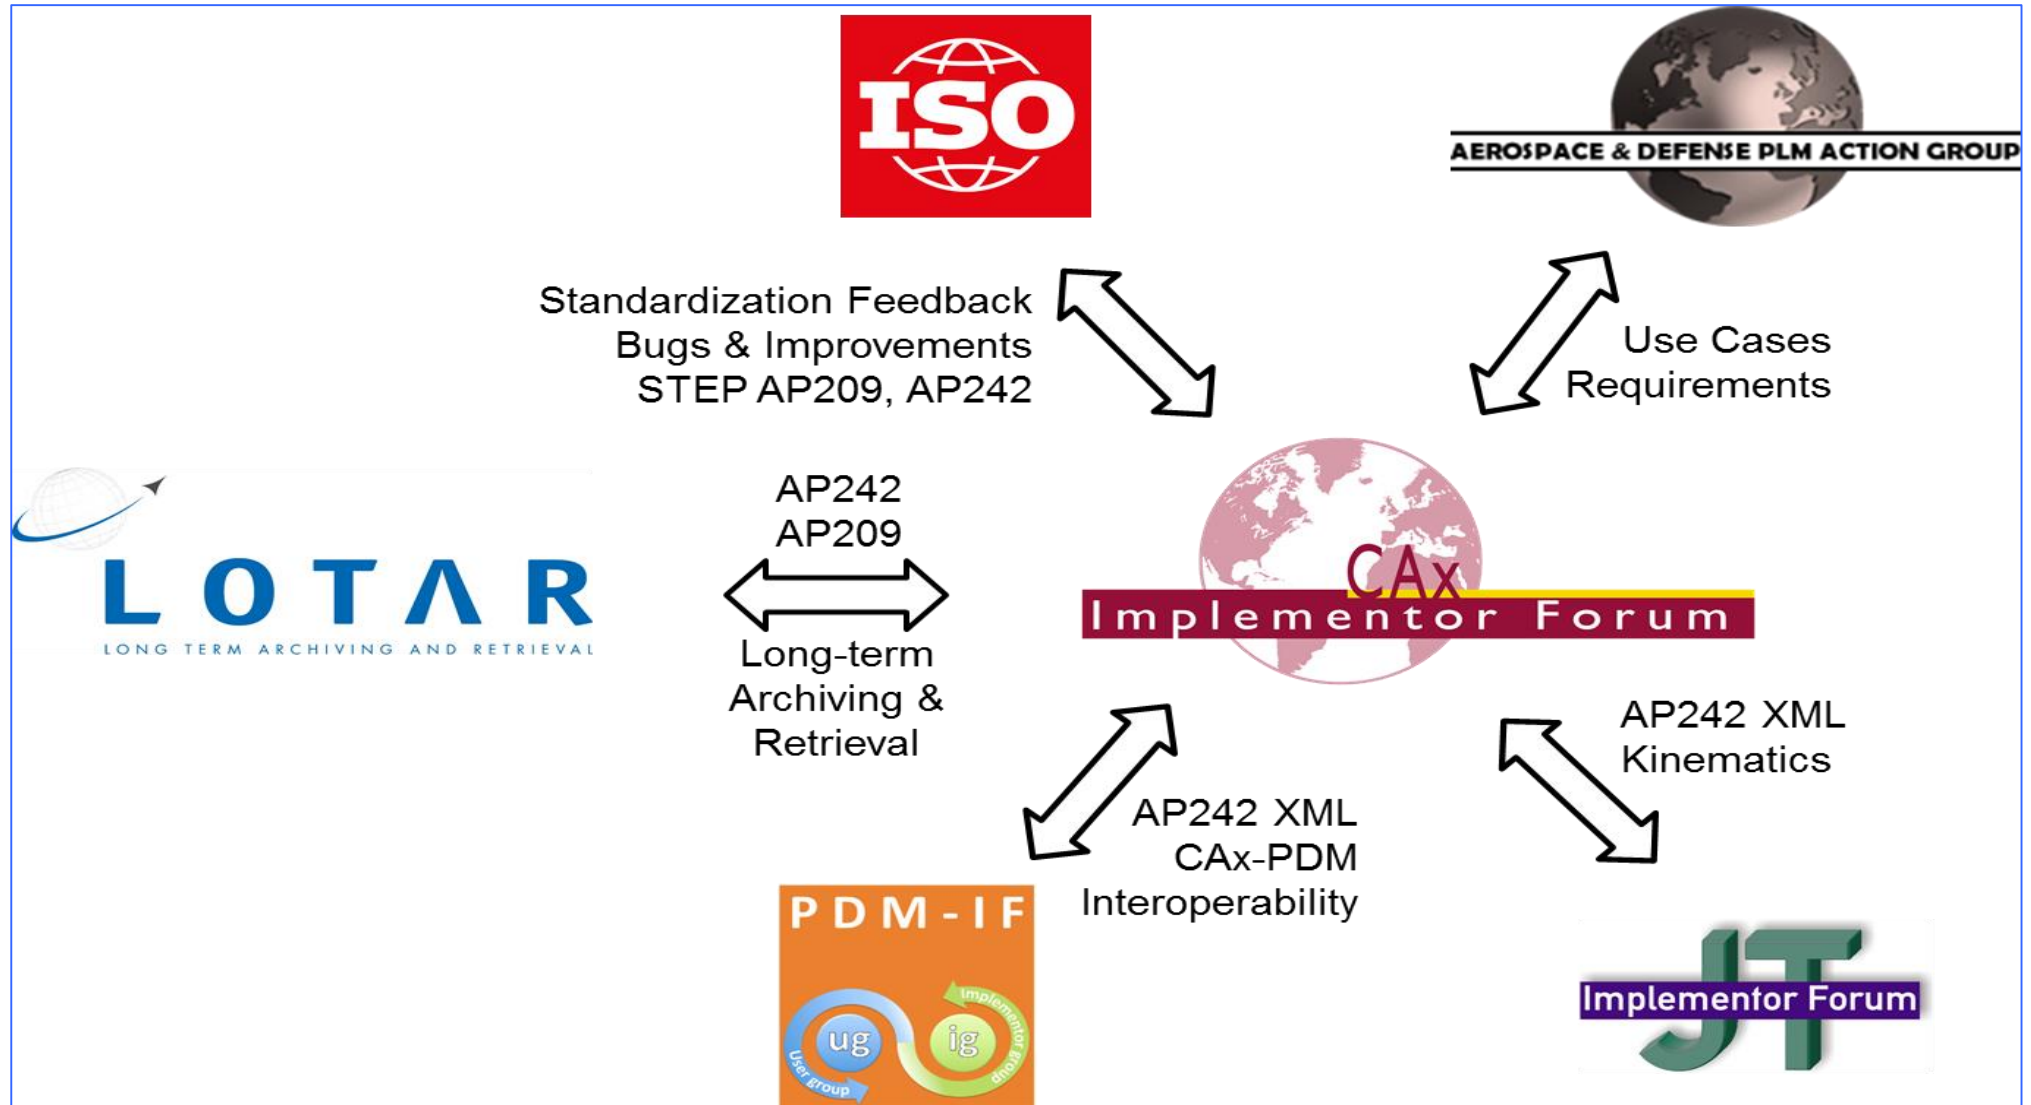 ISO
AEROSPACE & DEFENSE PLM ACTION GROUP
Standardization Feedback
Bugs & Improvements
STEP AP209, AP242
Use Cases
Requirements
LOTAR
LONG TERM ARCHIVING AND RETRIEVAL
AP242
AP209
Long-term
Archiving &
Retrieval
CAx
Implementor Forum
AP242 XML
Kinematics
AP242 XML
CAx-PDM
Interoperability
PDM-IF
ug
User group
ig
Implementor group
JT
Implementor Forum